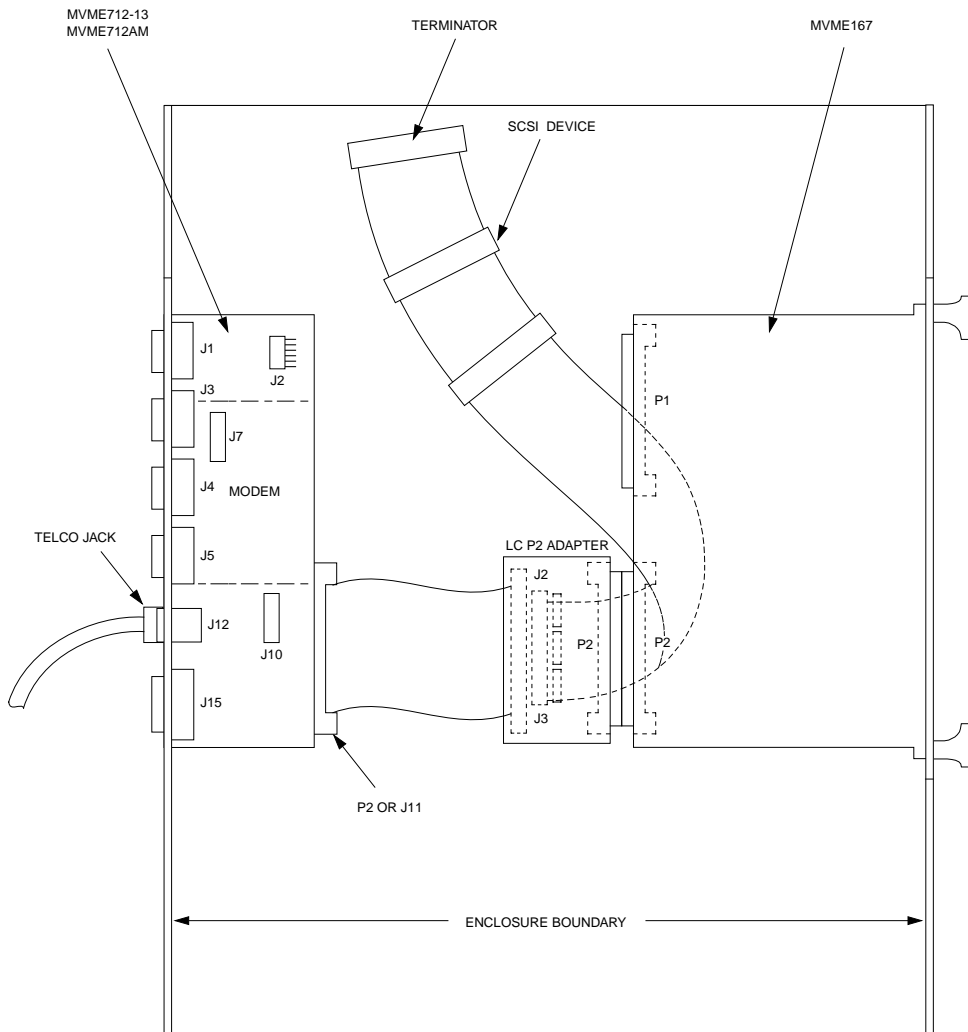 MVME712-13
MVME712AM
TERMINATOR
MVME167
SCSI DEVICE
J1
J2
J3
J7
P1
J4
MODEM
TELCO JACK
J5
LC P2 ADAPTER
J2
J12
J10
P2
P2
J15
J3
P2 OR J11
ENCLOSURE BOUNDARY